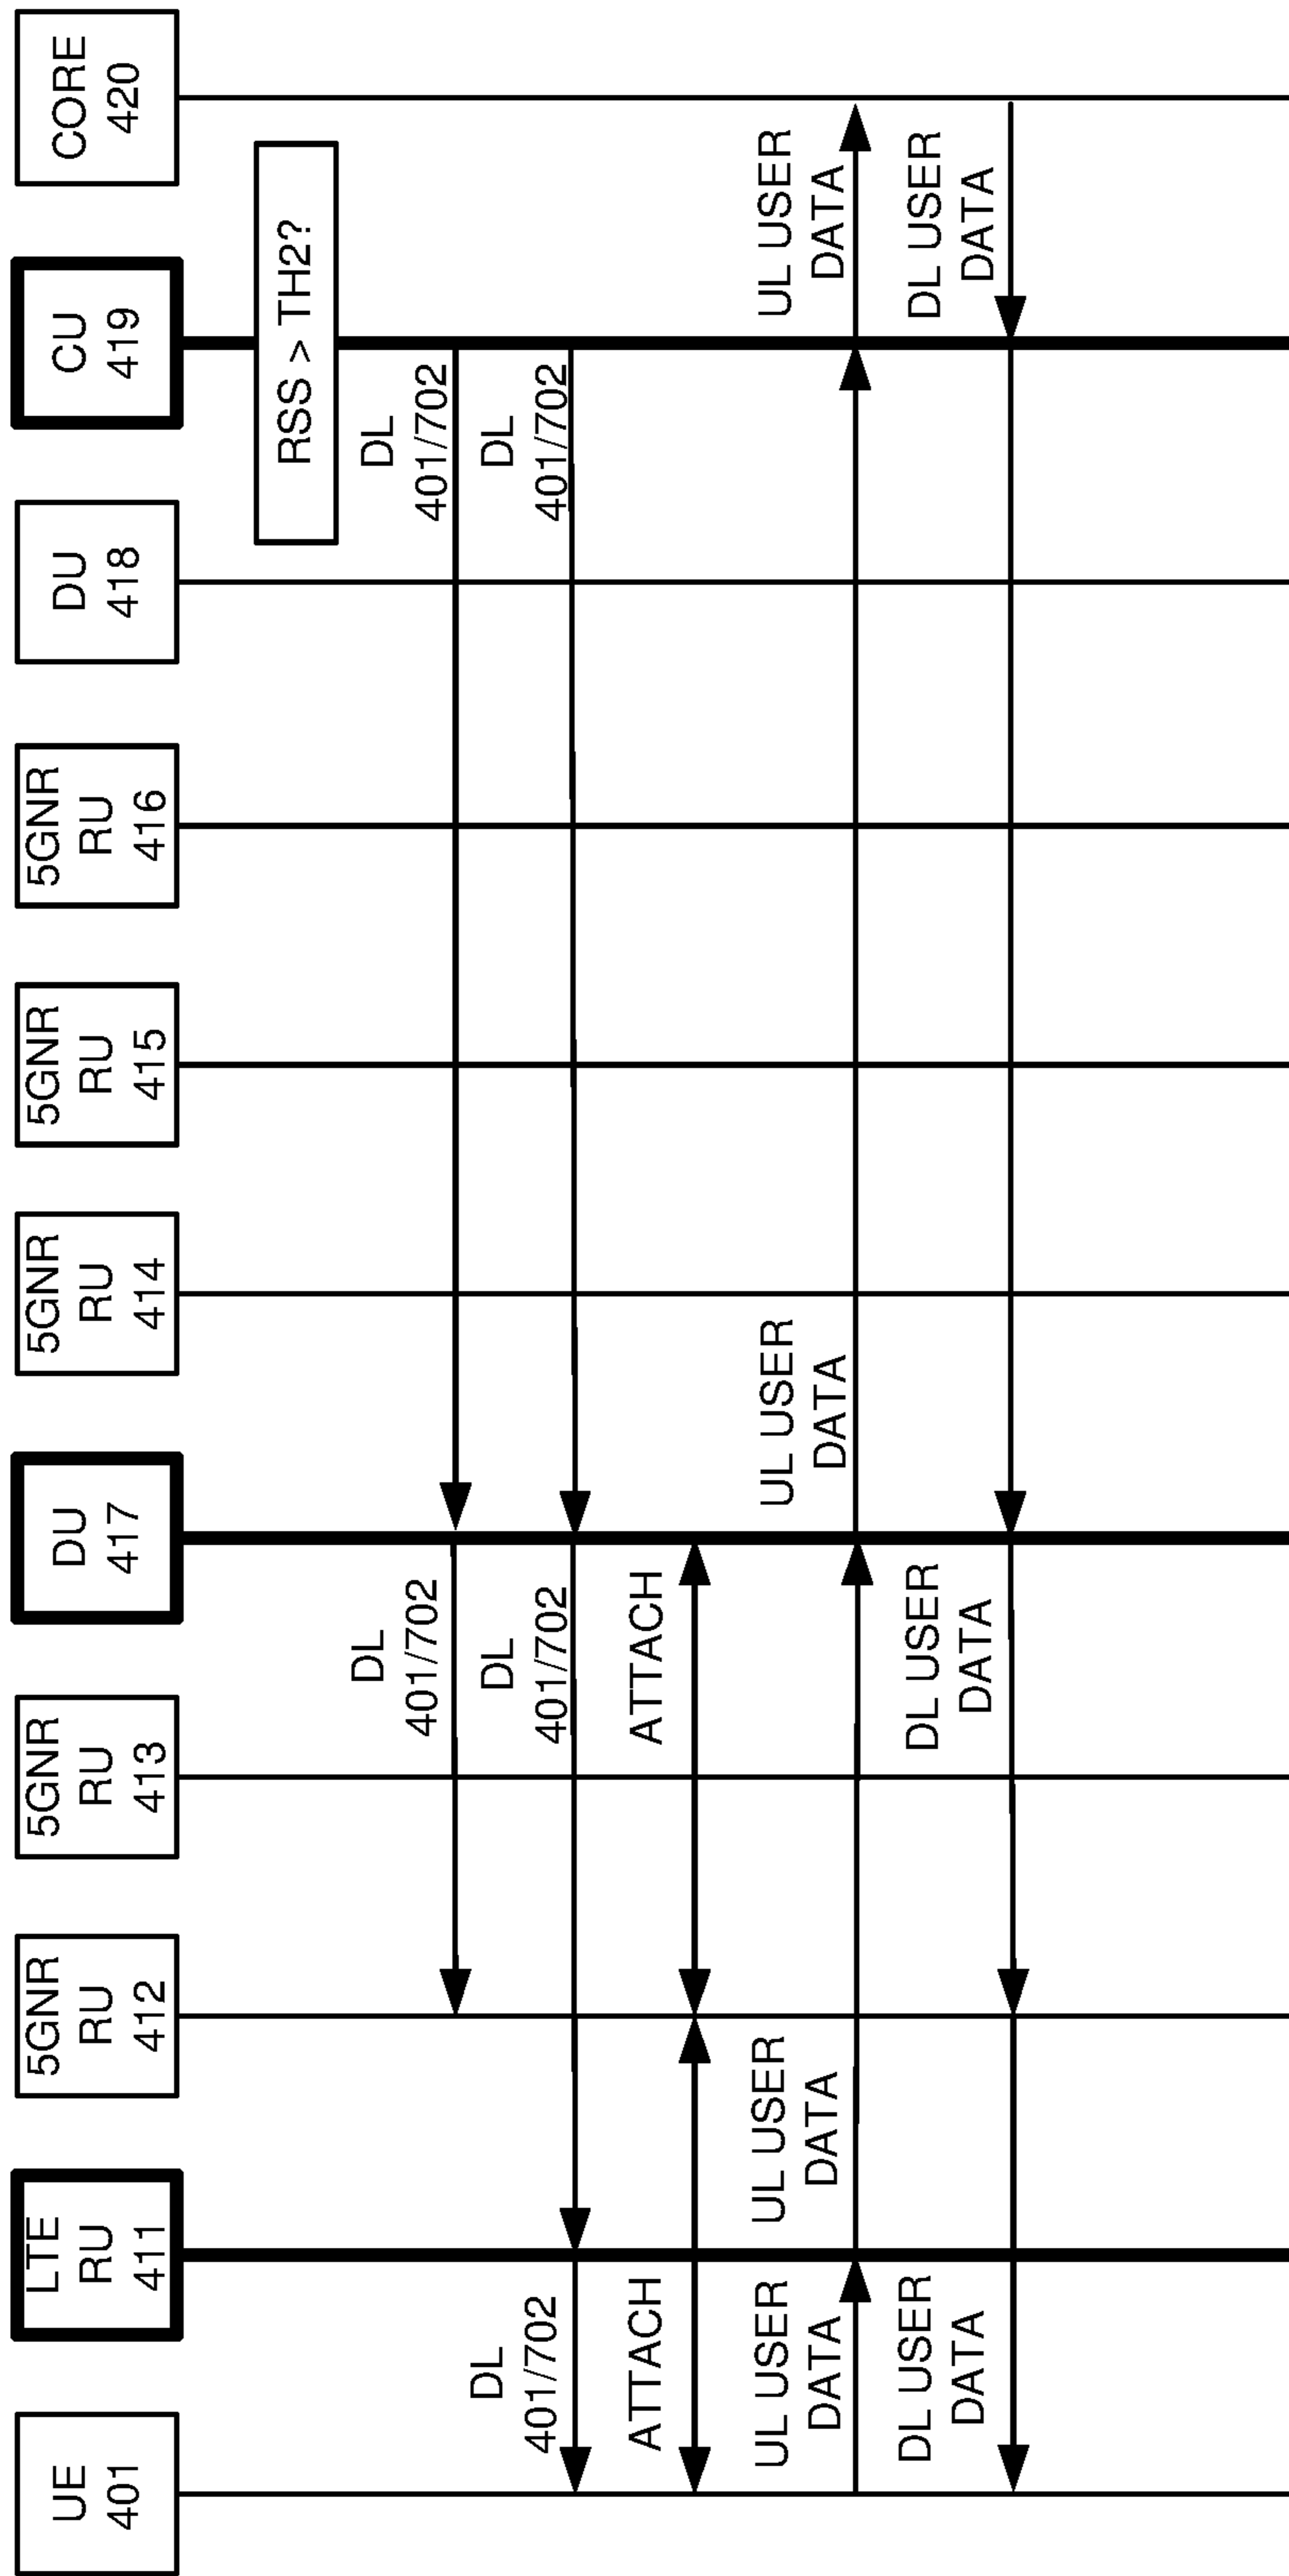 UE
401
LTE
RU
411
5GNR
RU
412
5GNR
RU
413
DU
417
5GNR
RU
414
5GNR
RU
415
5GNR
RU
416
DU
418
CU
419
CORE
420
RSS > TH2?
DL
401/702
DL
401/702
DL
401/702
DL
401/702
DL
401/702
ATTACH
ATTACH
UL USER
DATA
UL USER
DATA
UL USER
DATA
UL USER
DATA
DL USER
DATA
DL USER
DATA
DL USER
DATA